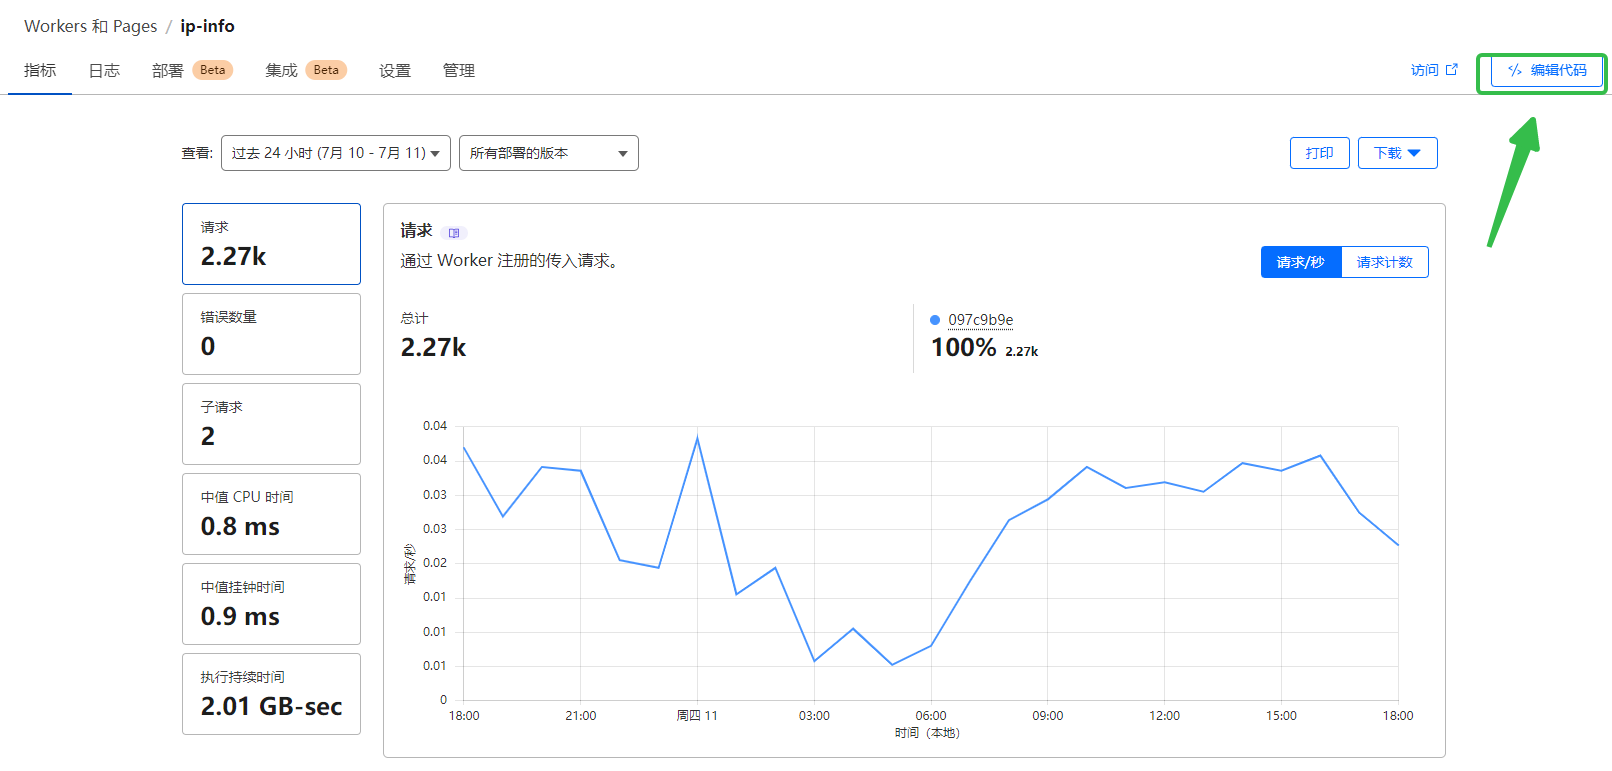 Workers 和 Pages / ip-info
指标 日志 部署 Beta 集成 Beta 设置 管理 访问 编辑代码
查看: 过去 24 小时 (7月 10 - 7月 11) 所有部署的版本 打印 下载
请求
2.27k
错误数量
0
子请求
2
中值 CPU 时间
0.8 ms
中值挂钟时间
0.9 ms
执行持续时间
2.01 GB-sec
请求
通过 Worker 注册的传入请求。
请求/秒 请求计数
总计
2.27k
097c9b9e
100% 2.27k
请求/秒
0.04
0.04
0.03
0.03
0.02
0.01
0.01
0.01
0
18:00 21:00 周四 11 03:00 06:00 09:00 12:00 15:00 18:00
时间（本地）